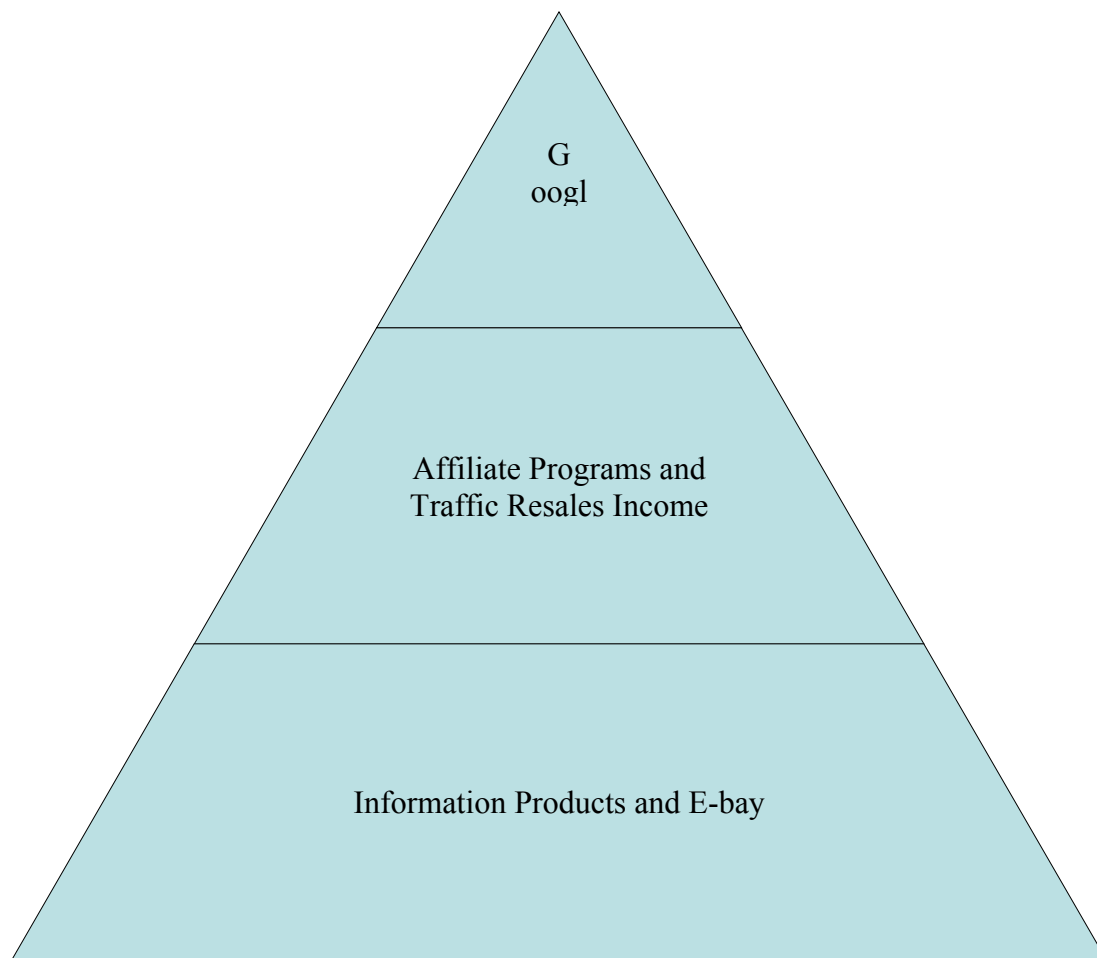 G
oogl
Affiliate Programs and
Traffic Resales Income
Information Products and E-bay